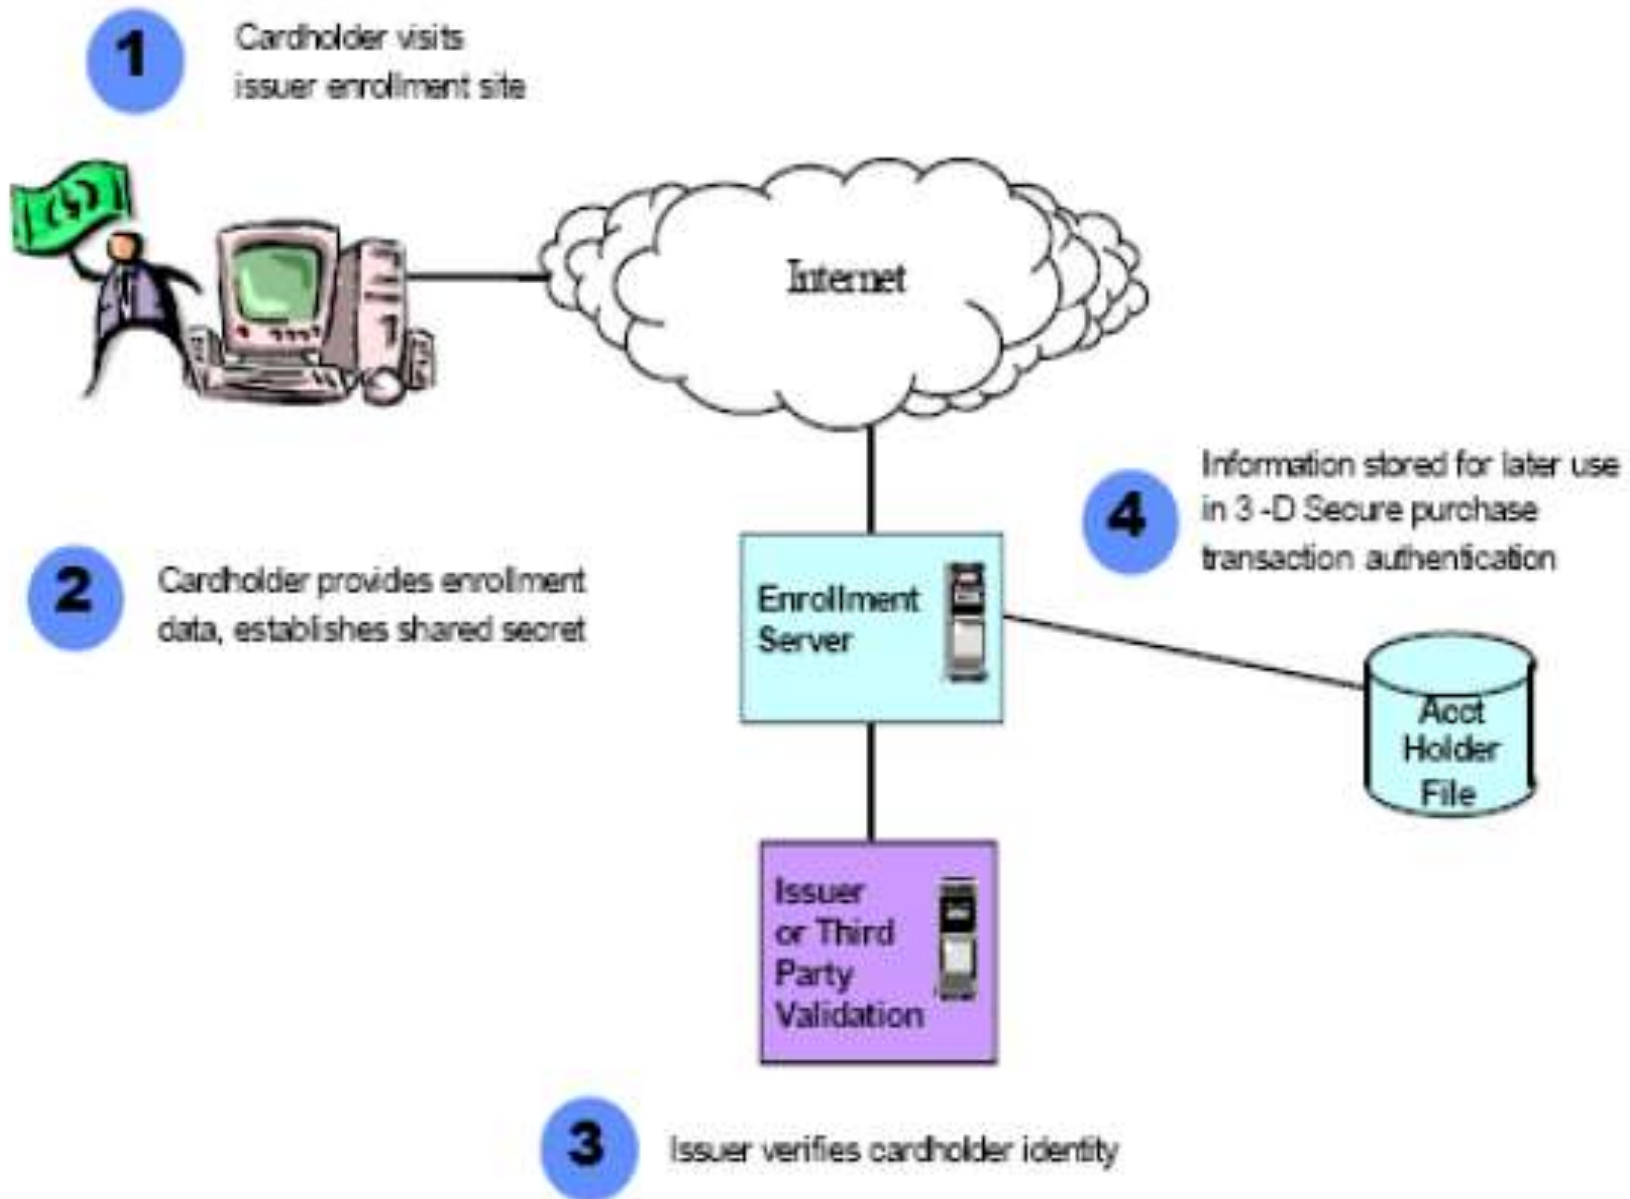 1
Cardholder visits
issuer enrollment site
Internet
2
Cardholder provides enrollment
data, establishes shared secret
Enrollment
Server
4
Information stored for later use
in 3 -D Secure purchase
transaction authentication
Acct
Holder
File
Issuer
or Third
Party
Validation
3
Issuer verifies cardholder identity